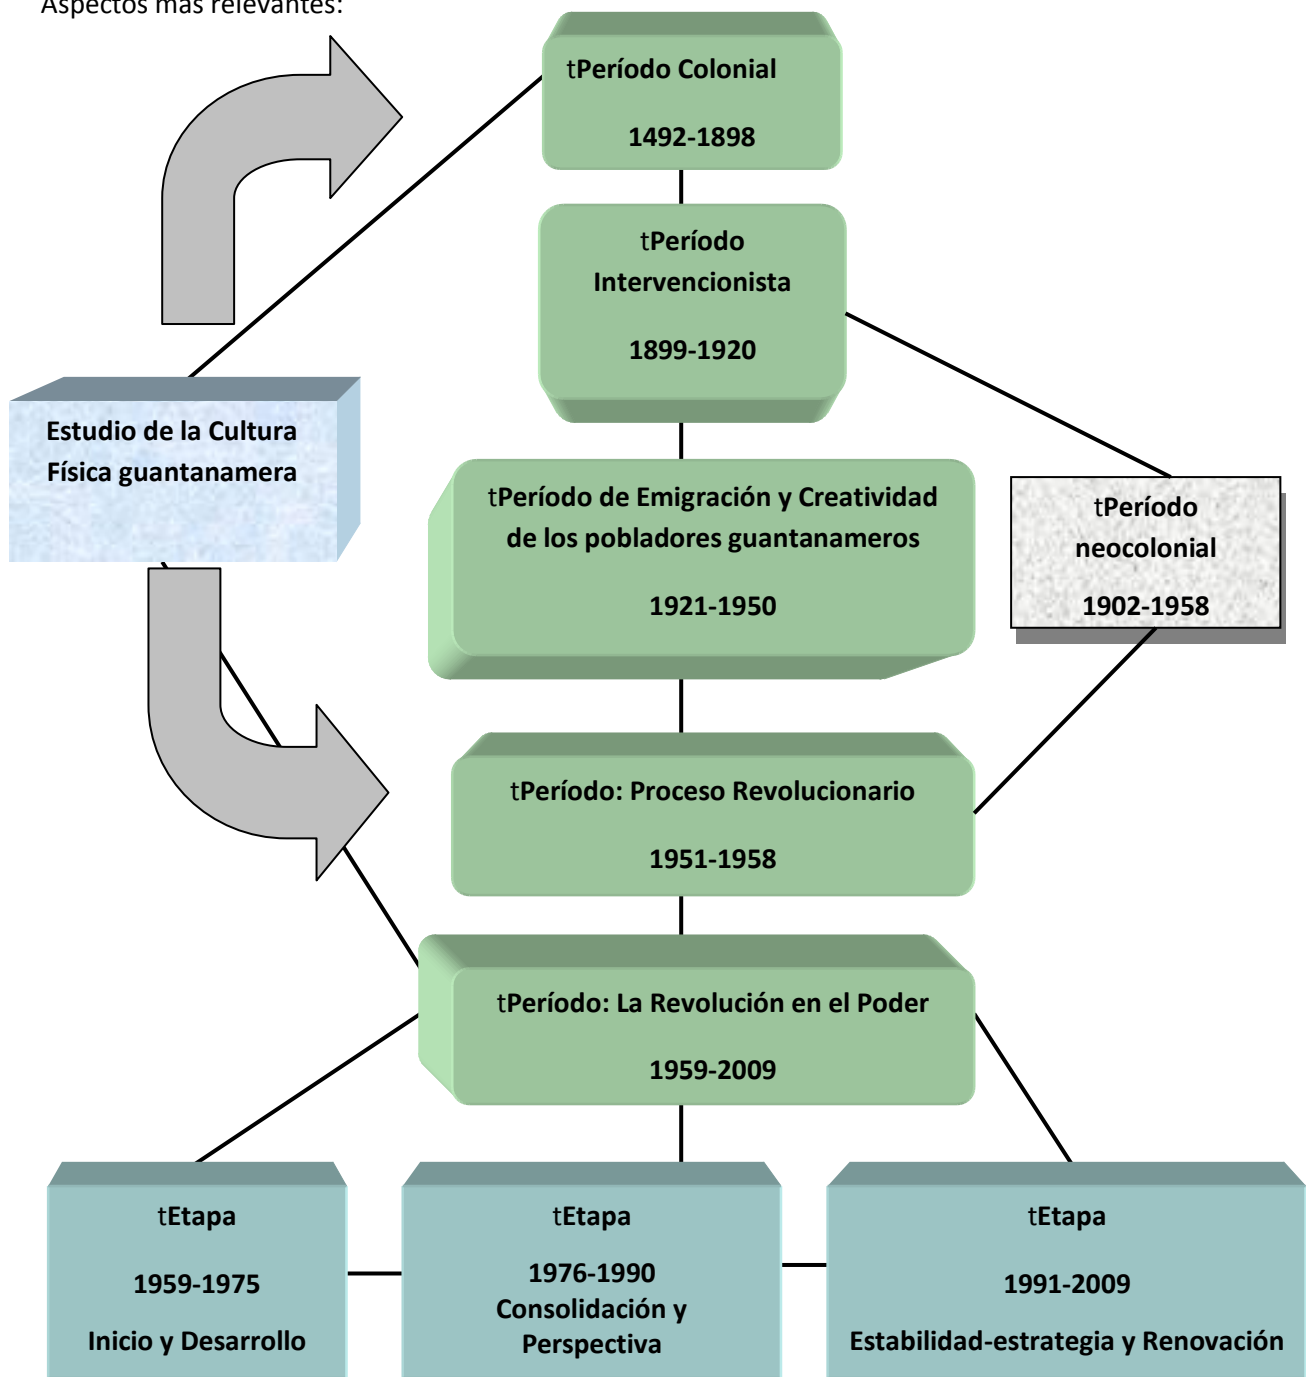 Aspectos más relevantes:
tPeríodo Colonial
1492-1898
tPeríodo
Intervencionista
1899-1920
Estudio de la Cultura
Física guantanamera
tPeríodo de Emigración y Creatividad
de los pobladores guantanameros
1921-1950
tPeríodo
neocolonial
1902-1958
tPeríodo: Proceso Revolucionario
1951-1958
tPeríodo: La Revolución en el Poder
1959-2009
tEtapa
1959-1975
Inicio y Desarrollo
tEtapa
1976-1990
Consolidación y
Perspectiva
tEtapa
1991-2009
Estabilidad-estrategia y Renovación